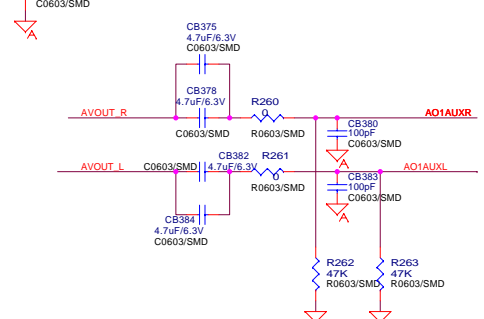 C0603/SMD
A
CB375
4.7uF/6.3V
C0603/SMD
CB378
4.7uF/6.3V
R260
AVOUT_R
0
AO1AUXR
C0603/SMD
R0603/SMD
CB380
100pF
C0603/SMD
A
CB382
R261
AVOUT_L
C0603/SMD
4.7uF/6.3V
0
AO1AUXL
R0603/SMD
CB383
100pF
C0603/SMD
A
CB384
4.7uF/6.3V
C0603/SMD
R262
47K
R0603/SMD
R263
47K
R0603/SMD